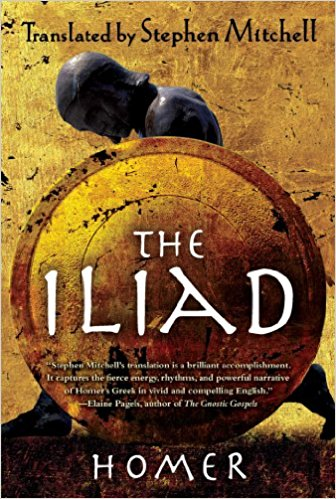 Translated by Stephen Mitchell
THE
ILIAD
“Stephen Mitchell’s translation is a brilliant accomplishment.
It captures the fierce energy, rhythms, and powerful narrative
of Homer’s Greek in vivid and compelling English.”
—Elaine Pagels, author of The Gnostic Gospels
HOMER